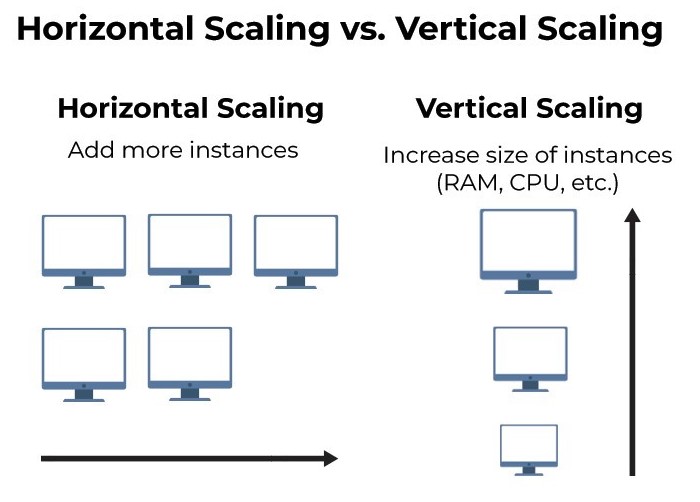 Horizontal Scaling vs. Vertical Scaling
Horizontal Scaling
Add more instances
Vertical Scaling
Increase size of instances
(RAM, CPU, etc.)